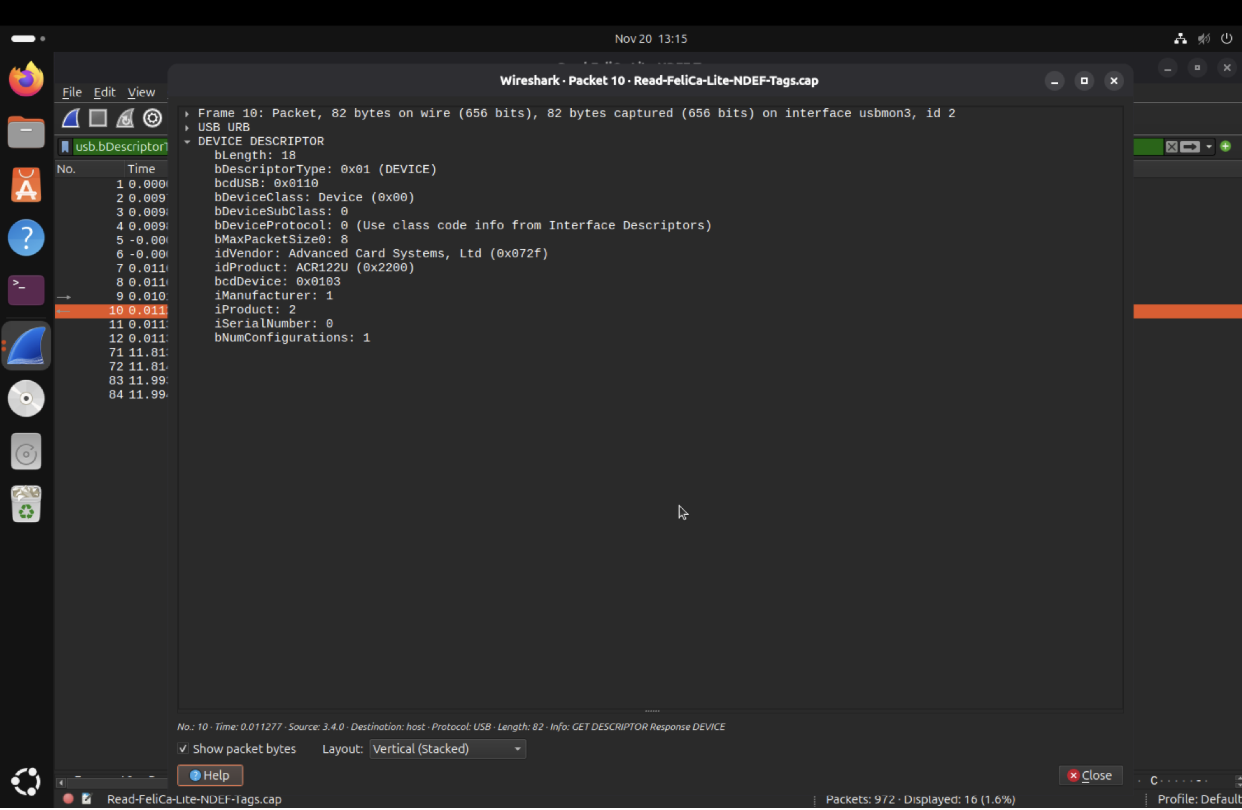 Nov 20 13:15
Wireshark · Packet 10 · Read-FeliCa-Lite-NDEF-Tags.cap
File Edit View
usb.bDescriptorT
No. Time
1 0.000
2 0.009
3 0.009
4 0.009
5 -0.00
6 -0.00
7 0.011
8 0.011
9 0.010
10 0.011
11 0.011
12 0.011
71 11.81
72 11.81
83 11.99
84 11.99
Frame 10: Packet, 82 bytes on wire (656 bits), 82 bytes captured (656 bits) on interface usbmon3, id 2
USB URB
DEVICE DESCRIPTOR
bLength: 18
bDescriptorType: 0x01 (DEVICE)
bcdUSB: 0x0110
bDeviceClass: Device (0x00)
bDeviceSubClass: 0
bDeviceProtocol: 0 (Use class code info from Interface Descriptors)
bMaxPacketSize0: 8
idVendor: Advanced Card Systems, Ltd (0x072f)
idProduct: ACR122U (0x2200)
bcdDevice: 0x0103
iManufacturer: 1
iProduct: 2
iSerialNumber: 0
bNumConfigurations: 1
No.: 10 · Time: 0.011277 · Source: 3.4.0 · Destination: host · Protocol: USB · Length: 82 · Info: GET DESCRIPTOR Response DEVICE
Show packet bytes Layout: Vertical (Stacked)
Help
Close
Read-FeliCa-Lite-NDEF-Tags.cap
Packets: 972 · Displayed: 16 (1.6%)
Profile: Default